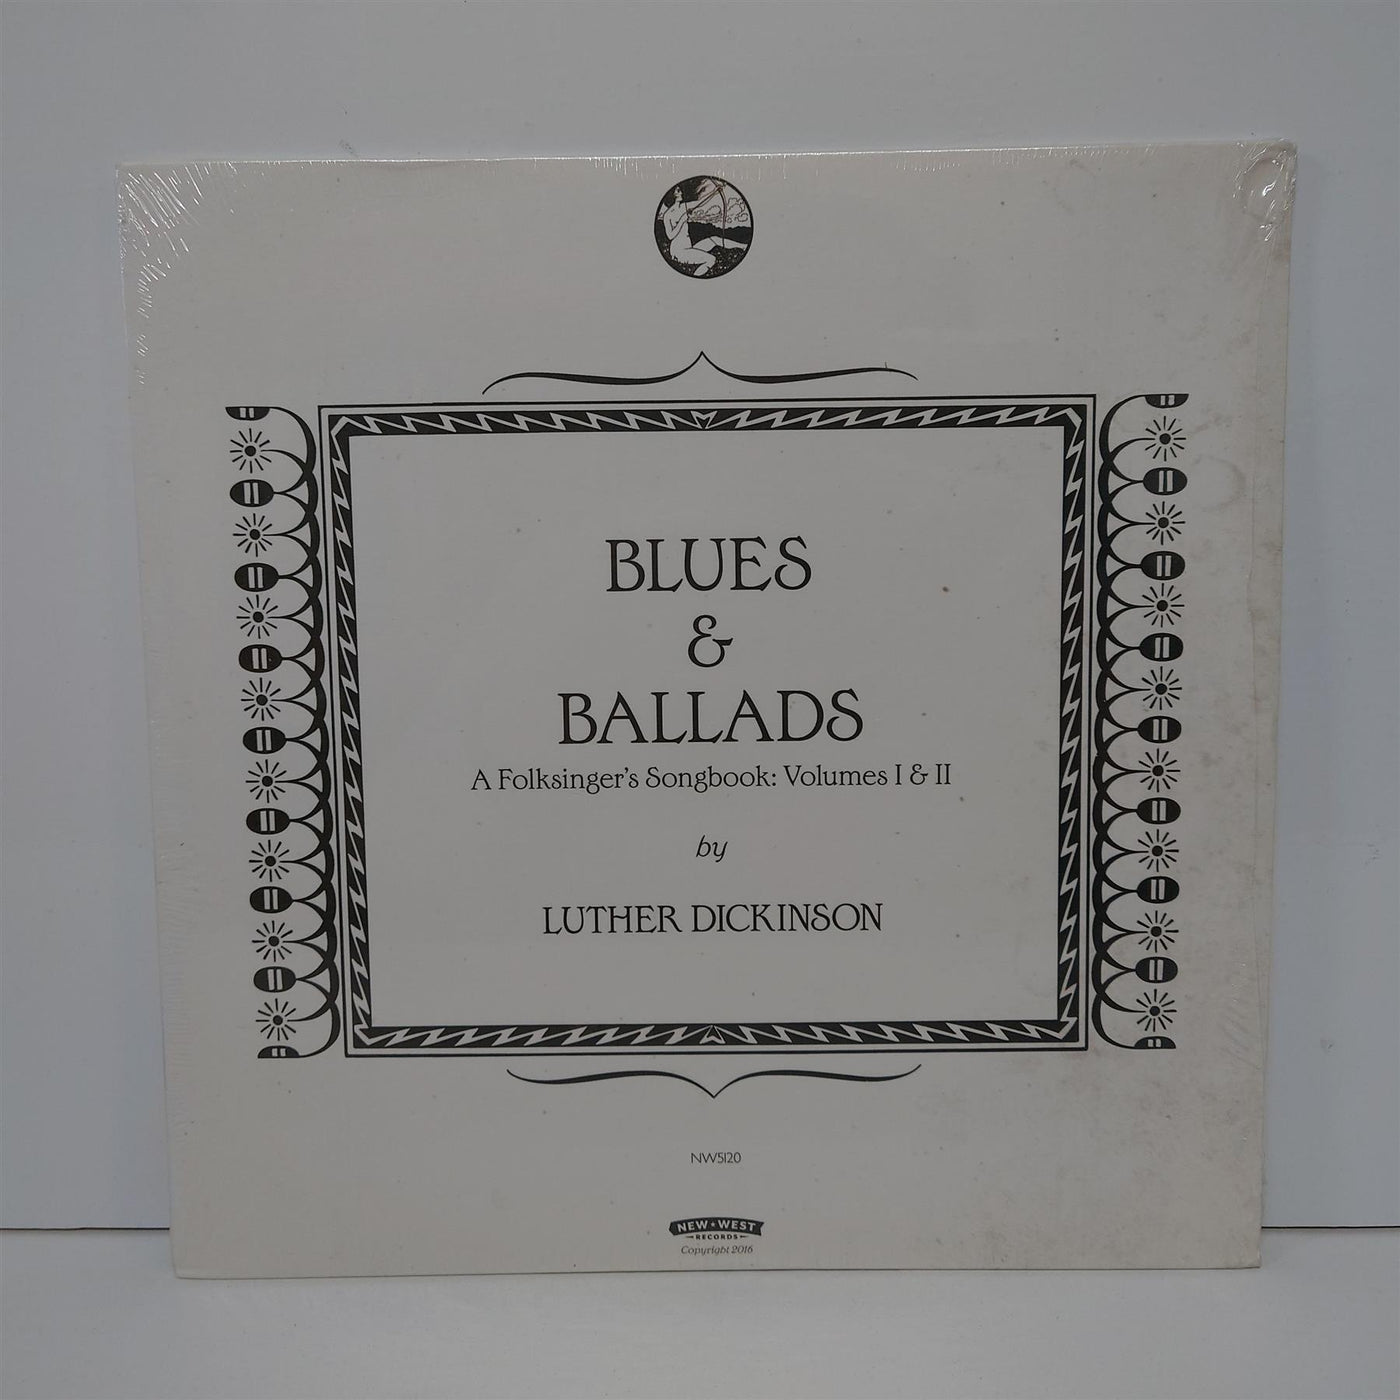 BLUES
&
BALLADS
A Folksinger's Songbook: Volumes I & II
by
LUTHER DICKINSON
NW5120
NEW ★ WEST
RECORDS
Copyright 2016